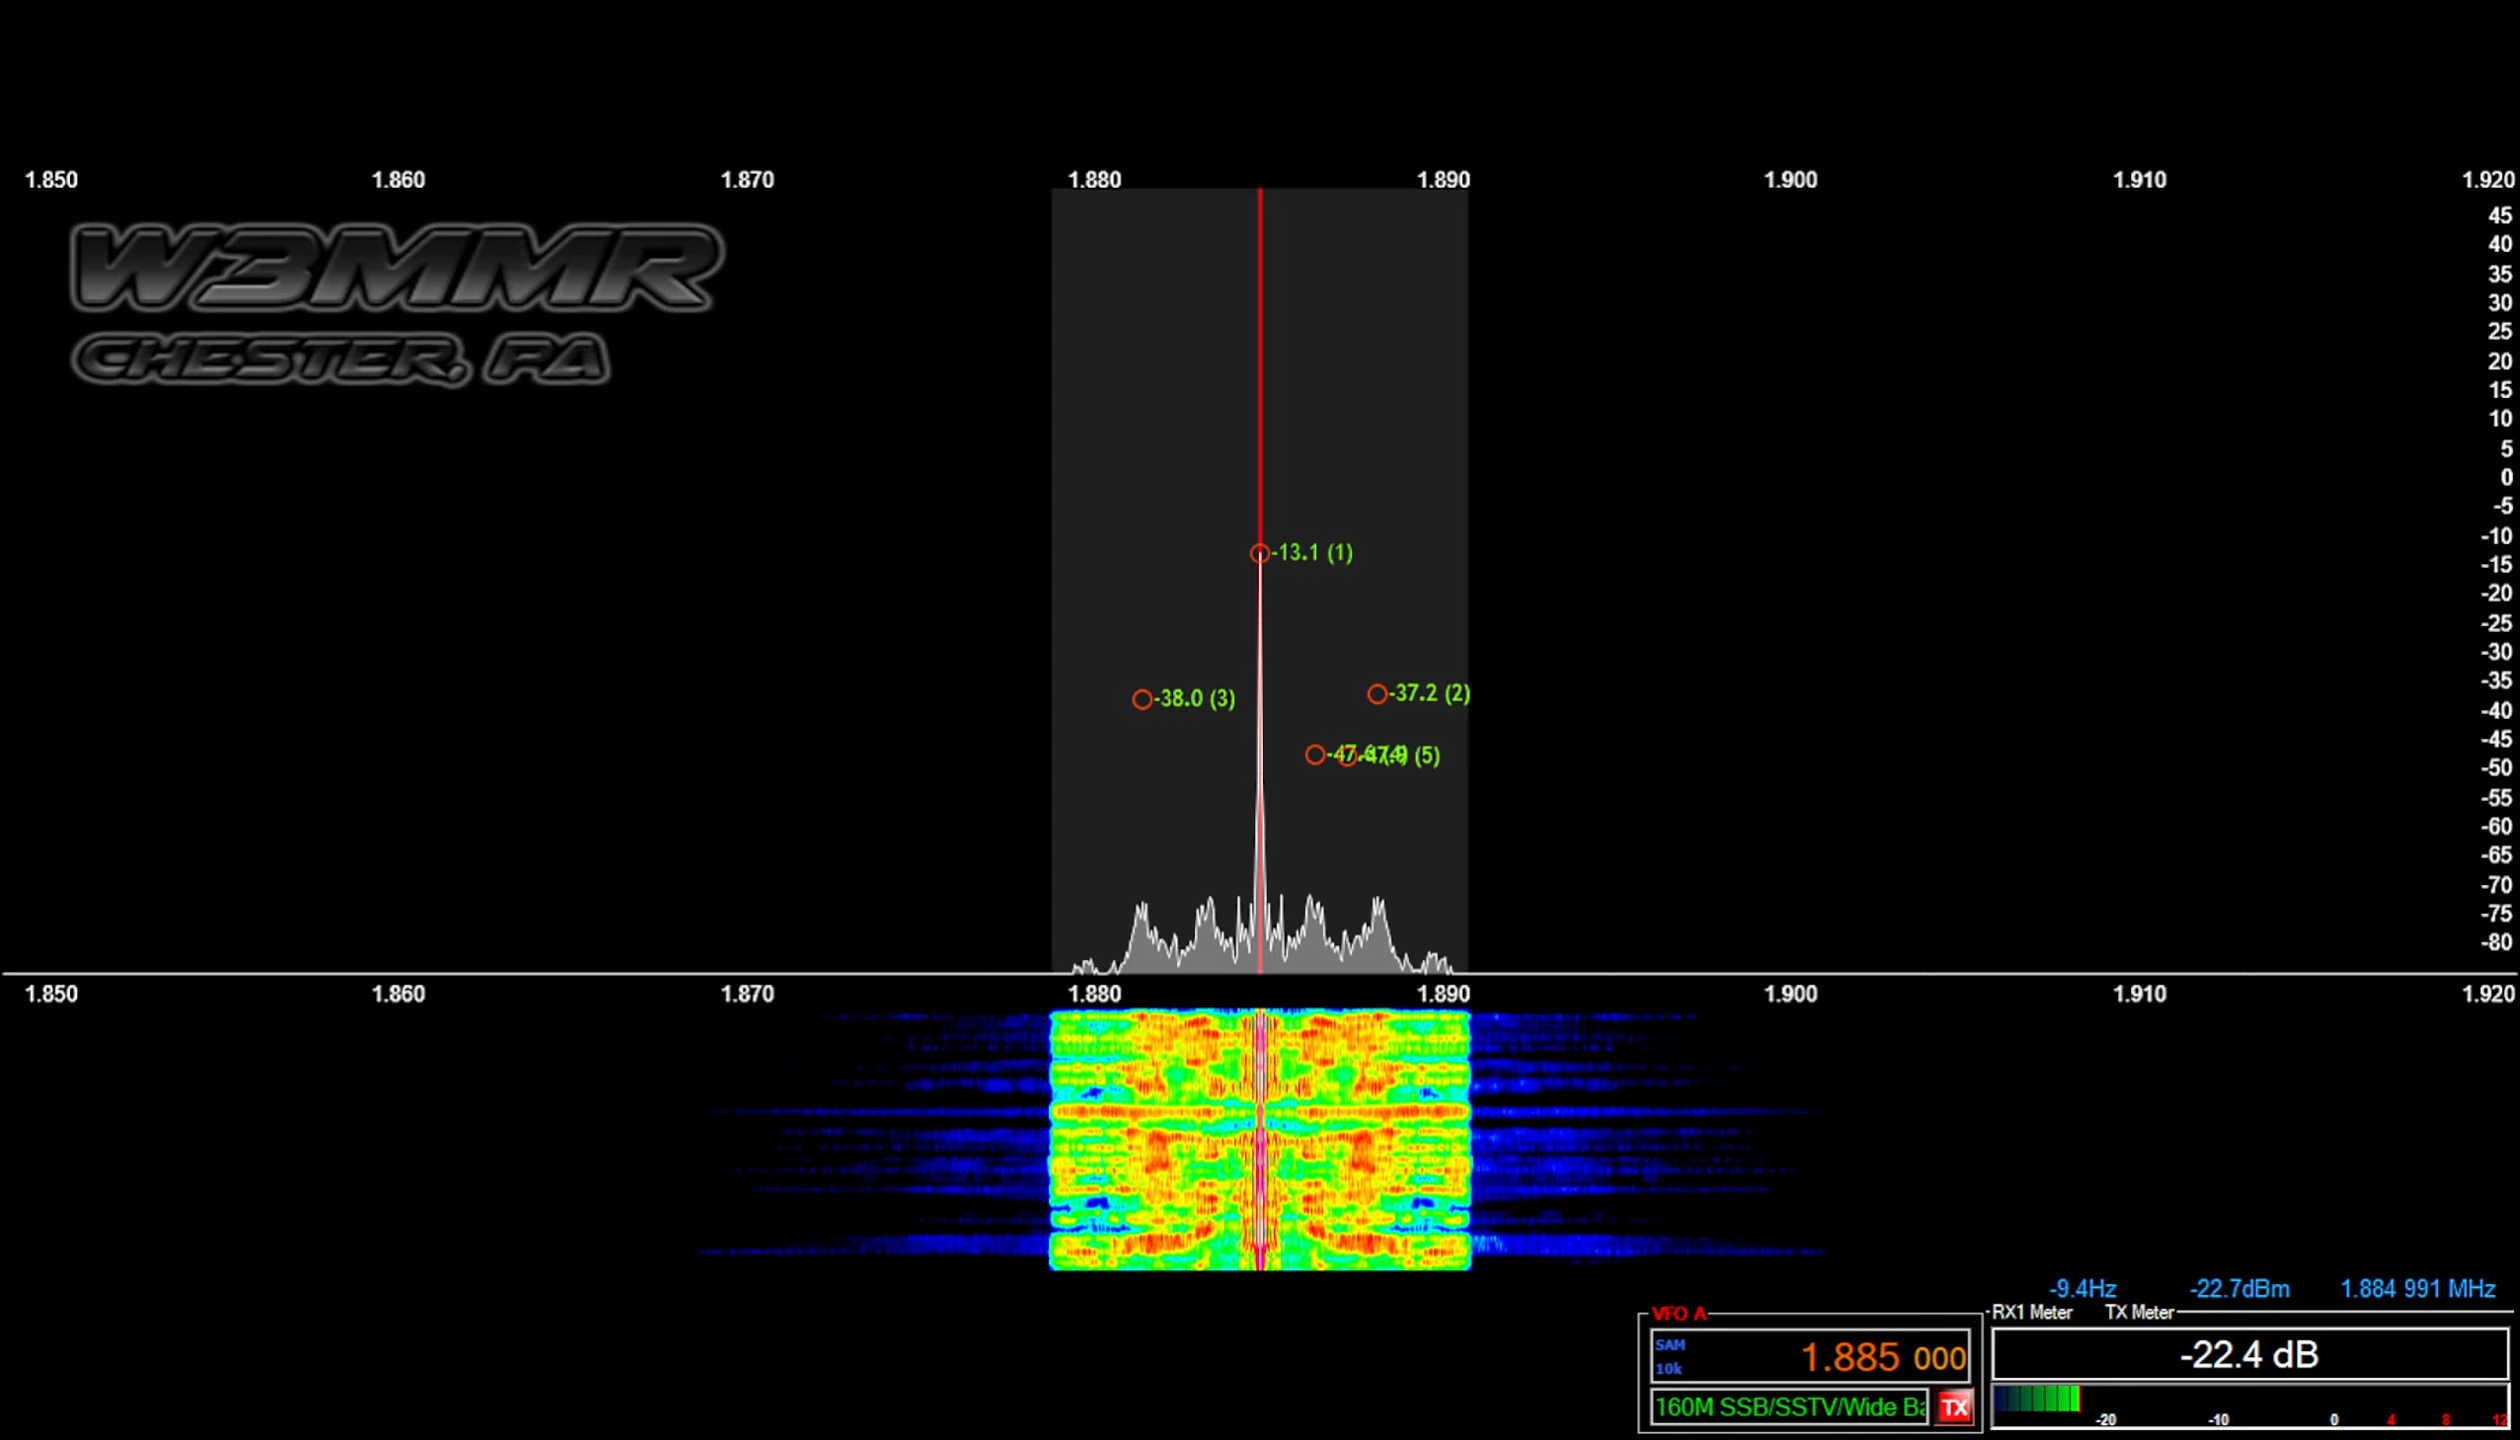 1.850 1.860 1.870 1.880 1.890 1.900 1.910 1.920
W3MMR
CHESTER, PA
45
40
35
30
25
20
15
10
5
0
-5
-10
-15
-20
-25
-30
-35
-40
-45
-50
-55
-60
-65
-70
-75
-80
-13.1 (1)
-38.0 (3)
-37.2 (2)
(5)
1.850 1.860 1.870 1.880 1.890 1.900 1.910 1.920
-9.4Hz -22.7dBm 1.884 991 MHz
VFO A
SAM
10k
1.885 000
160M SSB/SSTV/Wide Ba
TX
RX1 Meter TX Meter
-22.4 dB
-20 -10 0 4 8 12